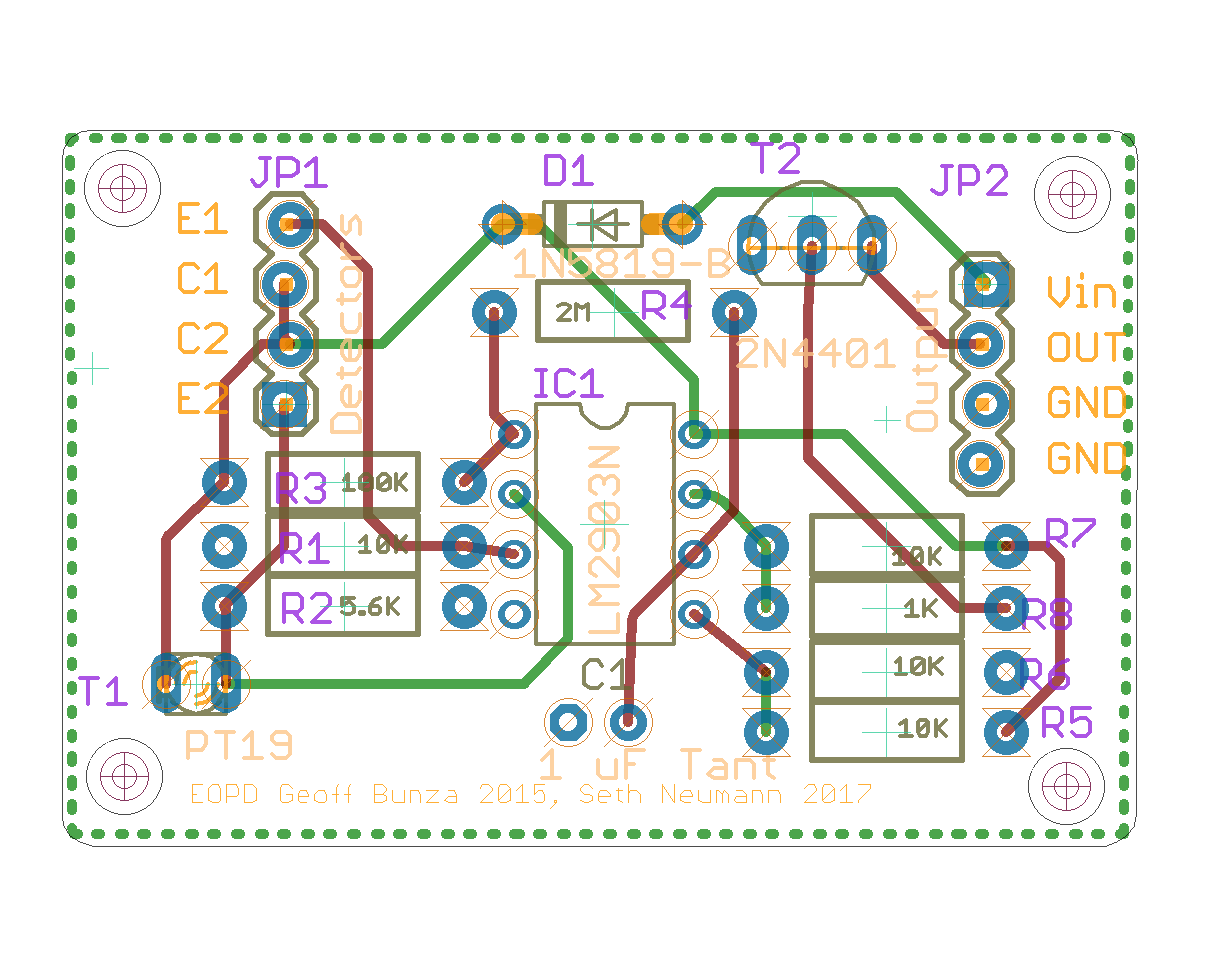 JP1
D1
T2
JP2
E1
C1
C2
E2
Detectors
1N5819-B
2M
R4
2N4401
Output
Vin
OUT
GND
GND
IC1
LM2903N
R3
100K
R1
10K
R2
5.6K
T1
PT19
C1
1 uF Tant
10K
R7
1K
R8
10K
R6
10K
R5
EOPD Geoff Bunza 2015, Seth Neumann 2017